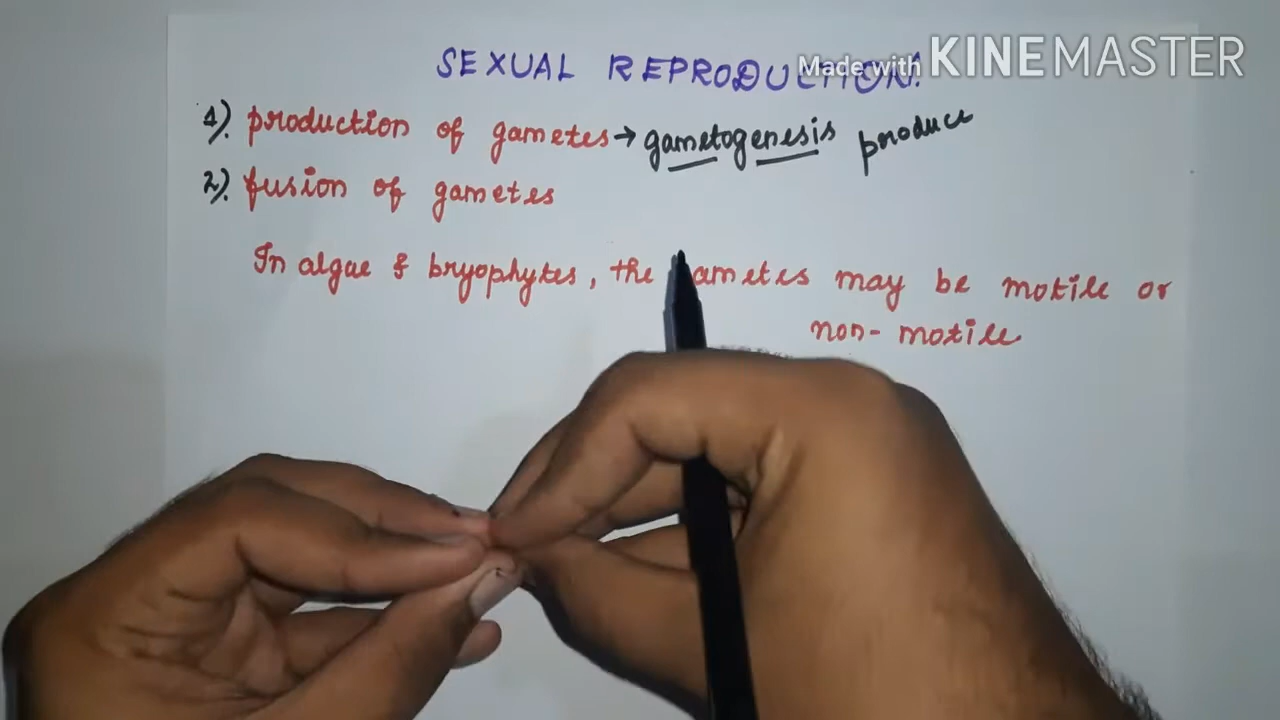 SEXUAL REPRODUCTION.
Made with KINEMASTER
1). production of gametes → gametogenesis produce
2). fusion of gametes
In algae & bryophytes, the gametes may be motile or
non-motile